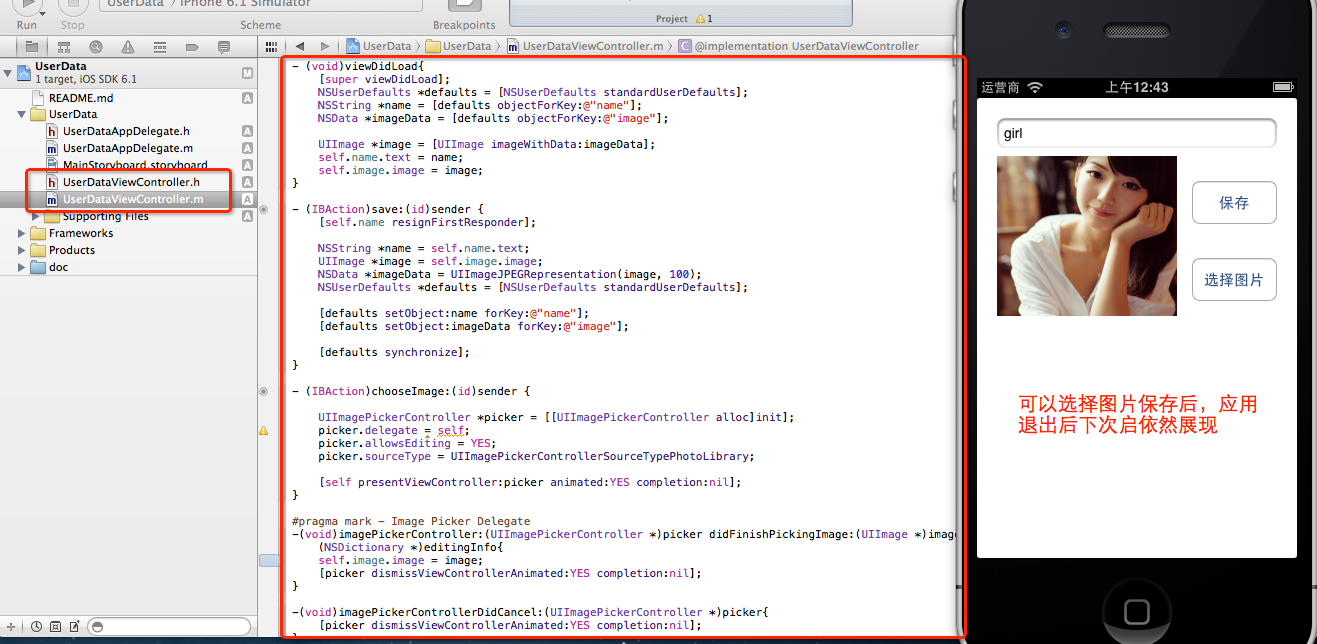 UserData 〉iPhone 6.1 Simulator
Run
Stop
Scheme
Breakpoints
Project
1
UserData
1 target, iOS SDK 6.1
M
README.md
A
UserData
h UserDataAppDelegate.h
A
m UserDataAppDelegate.m
A
MainStoryboard.storyboard
A
h UserDataViewController.h
A
m UserDataViewController.m
A
Supporting Files
A
Frameworks
Products
doc
UserData 〉 UserData 〉 m UserDataViewController.m 〉 C @implementation UserDataViewController
- (void)viewDidLoad{
[super viewDidLoad];
NSUserDefaults *defaults = [NSUserDefaults standardUserDefaults];
NSString *name = [defaults objectForKey:@"name"];
NSData *imageData = [defaults objectForKey:@"image"];
UIImage *image = [UIImage imageWithData:imageData];
self.name.text = name;
self.image.image = image;
}
- (IBAction)save:(id)sender {
[self.name resignFirstResponder];
NSString *name = self.name.text;
UIImage *image = self.image.image;
NSData *imageData = UIImageJPEGRepresentation(image, 100);
NSUserDefaults *defaults = [NSUserDefaults standardUserDefaults];
[defaults setObject:name forKey:@"name"];
[defaults setObject:imageData forKey:@"image"];
[defaults synchronize];
}
- (IBAction)chooseImage:(id)sender {
UIImagePickerController *picker = [[UIImagePickerController alloc]init];
picker.delegate = self;
picker.allowsEditing = YES;
picker.sourceType = UIImagePickerControllerSourceTypePhotoLibrary;
[self presentViewController:picker animated:YES completion:nil];
}
#pragma mark - Image Picker Delegate
-(void)imagePickerController:(UIImagePickerController *)picker didFinishPickingImage:(UIImage *)imag
(NSDictionary *)editingInfo{
self.image.image = image;
[picker dismissViewControllerAnimated:YES completion:nil];
}
-(void)imagePickerControllerDidCancel:(UIImagePickerController *)picker{
[picker dismissViewControllerAnimated:YES completion:nil];
运营商
上午12:43
girl
保存
选择图片
可以选择图片保存后，应用
退出后下次启依然展现